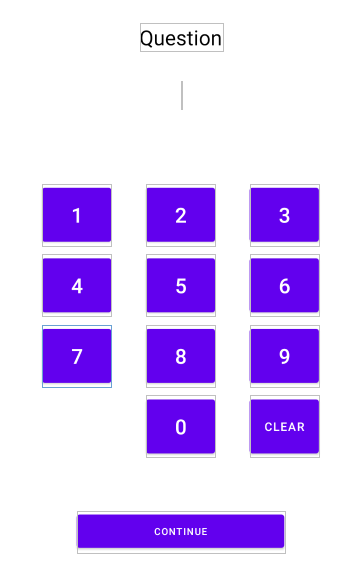 Question
1 2 3
4 5 6
7 8 9
0 CLEAR
CONTINUE